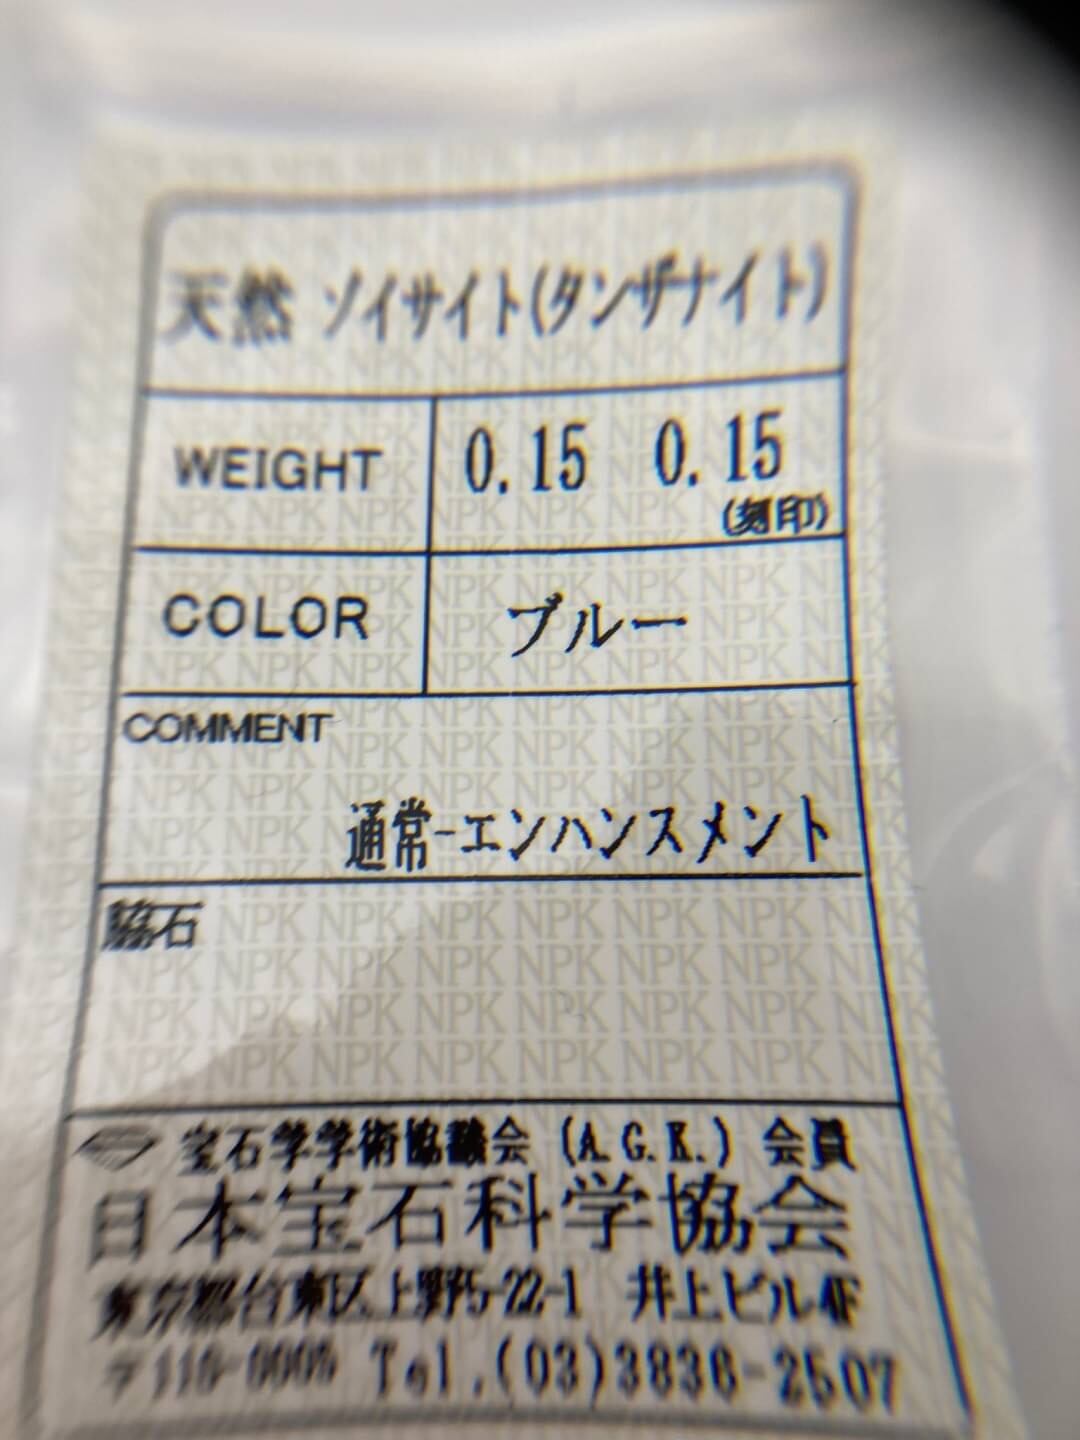 天然 ソイサイト(タンザナイト)
WEIGHT 0.15 0.15
(刻印)
COLOR ブルー
COMMENT
通常-エンハンスメント
脇石
宝石学学術協議会 (A.G.K.) 会員
日本宝石科学協会
東京都台東区上野5-22-1 井上ビル4F
〒110-0005 Tel.(03)3836-2507